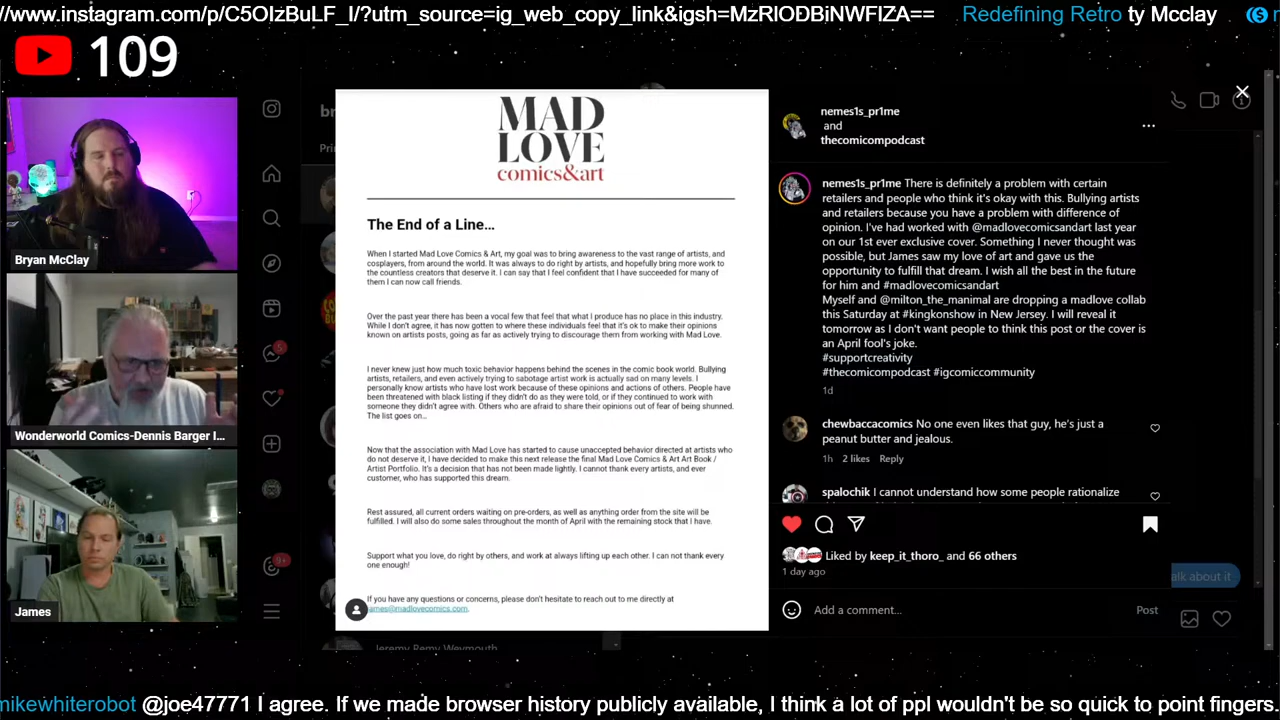 //www.instagram.com/p/C5OIzBuLF_I/?utm_source=ig_web_copy_link&igsh=MzRlODBiNWFlZA==
Redefining Retro ty Mcclay
109
Bryan McClay
Wonderworld Comics-Dennis Barger I...
James
5
9+
MAD
LOVE
comics&art
The End of a Line...
When I started Mad Love Comics & Art, my goal was to bring awareness to the vast range of artists, and
cosplayers, from around the world. It was always to do right by artists, and hopefully bring more work to
the countless creators that deserve it. I can say that I feel confident that I have succeeded for many of
them I can now call friends.
Over the past year there has been a vocal few that feel that what I produce has no place in this industry.
While I don't agree, it has now gotten to where these individuals feel that it's ok to make their opinions
known on artists posts, going as far as actively trying to discourage them from working with Mad Love.
I never knew just how much toxic behavior happens behind the scenes in the comic book world. Bullying
artists, retailers, and even actively trying to sabotage artist work is actually sad on many levels. I
personally know artists who have lost work because of these opinions and actions of others. People have
been threatened with black listing if they didn't do as they were told, or if they continued to work with
someone they didn't agree with. Others who are afraid to share their opinions out of fear of being shunned.
The list goes on...
Now that the association with Mad Love has started to cause unaccepted behavior directed at artists who
do not deserve it, I have decided to make this next release the final Mad Love Comics & Art Art Book /
Artist Portfolio. It's a decision that has not been made lightly. I cannot thank every artists, and ever
customer, who has supported this dream.
Rest assured, all current orders waiting on pre-orders, as well as anything order from the site will be
fulfilled. I will also do some sales throughout the month of April with the remaining stock that I have.
Support what you love, do right by others, and work at always lifting up each other. I can not thank every
one enough!
If you have any questions or concerns, please don't hesitate to reach out to me directly at
james@madlovecomics.com.
nemes1s_pr1me
and
thecomicompodcast
nemes1s_pr1me There is definitely a problem with certain
retailers and people who think it's okay with this. Bullying artists
and retailers because you have a problem with difference of
opinion. I've had worked with @madlovecomicsandart last year
on our 1st ever exclusive cover. Something I never thought was
possible, but James saw my love of art and gave us the
opportunity to fulfill that dream. I wish all the best in the future
for him and #madlovecomicsandart
Myself and @milton_the_manimal are dropping a madlove collab
this Saturday at #kingkonshow in New Jersey. I will reveal it
tomorrow as I don't want people to think this post or the cover is
an April fool's joke.
#supportcreativity
#thecomicompodcast #igcomiccommunity
1d
chewbaccacomics No one even likes that guy, he's just a
peanut butter and jealous.
1h 2 likes Reply
spalochik I cannot understand how some people rationalize
Liked by keep_it_thoro_ and 66 others
1 day ago
Add a comment...
Post
alk about it
Jeremy Remy Weymouth
mikewhiterobot @joe47771 I agree. If we made browser history publicly available, I think a lot of ppl wouldn't be so quick to point fingers.